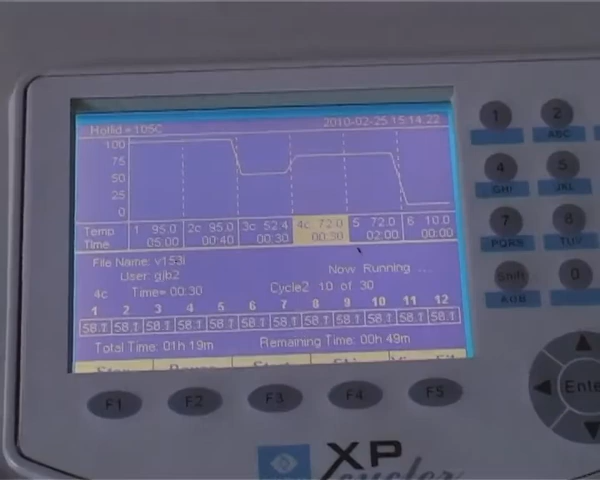 Hotlid = 105C 2010-02-25 15:14:22
100
75
50
25
0
Temp 1 95.0 2c 95.0 3c 52.4 4c 72.0 5 72.0 6 10.0
Time 05:00 00:40 00:30 00:30 02:00 00:00
File Name: v153i
User: gjb2
Now Running ...
4c Time= 00:30 Cycle2 10 of 30
1 2 3 4 5 6 7 8 9 10 11 12
58.1 58.1 58.1 58.1 58.1 58.1 58.1 58.1 58.1 58.1 58.1 58.1
Total Time: 01h 19m Remaining Time: 00h 49m
F1 F2 F3 F4 F5
XP
cycler
1 2
ABC
4 5
GHI JKL
7 8
PQRS TUV
Shift 0
Enter